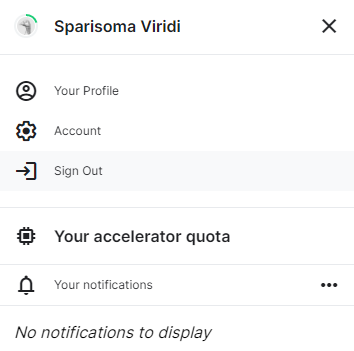 Sparisoma Viridi
Your Profile
Account
Sign Out
Your accelerator quota
Your notifications
No notifications to display